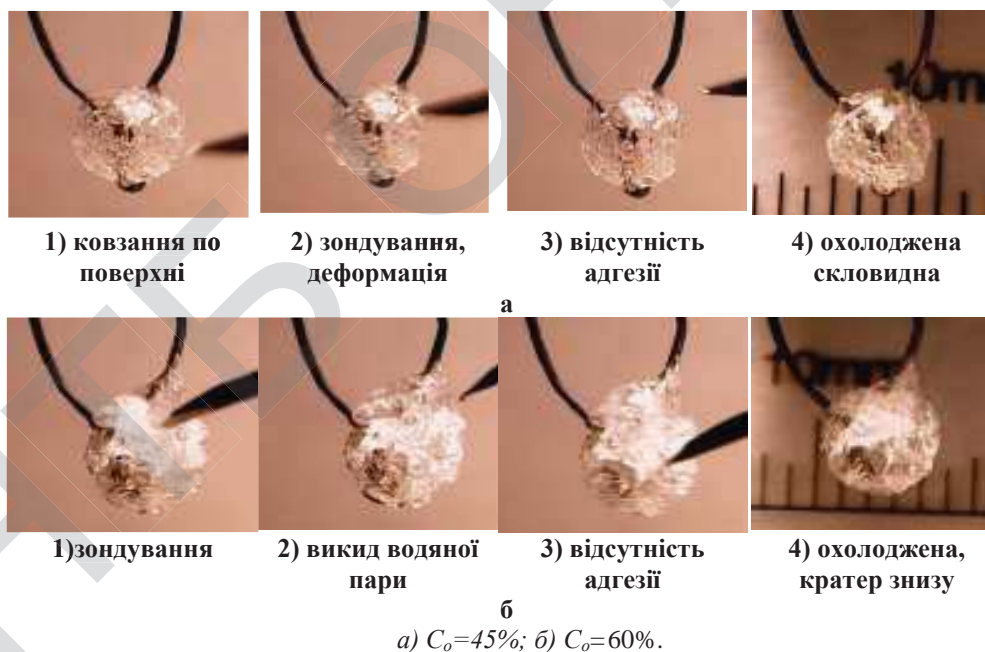 10m
1) ковзання по
поверхні
2) зондування,
деформація
3) відсутність
адгезії
4) охолоджена
скловидна
а
1)зондування
2) викид водяної
пари
3) відсутність
адгезії
4) охолоджена,
кратер знизу
б
а) Cₒ=45%; б) Cₒ=60%.